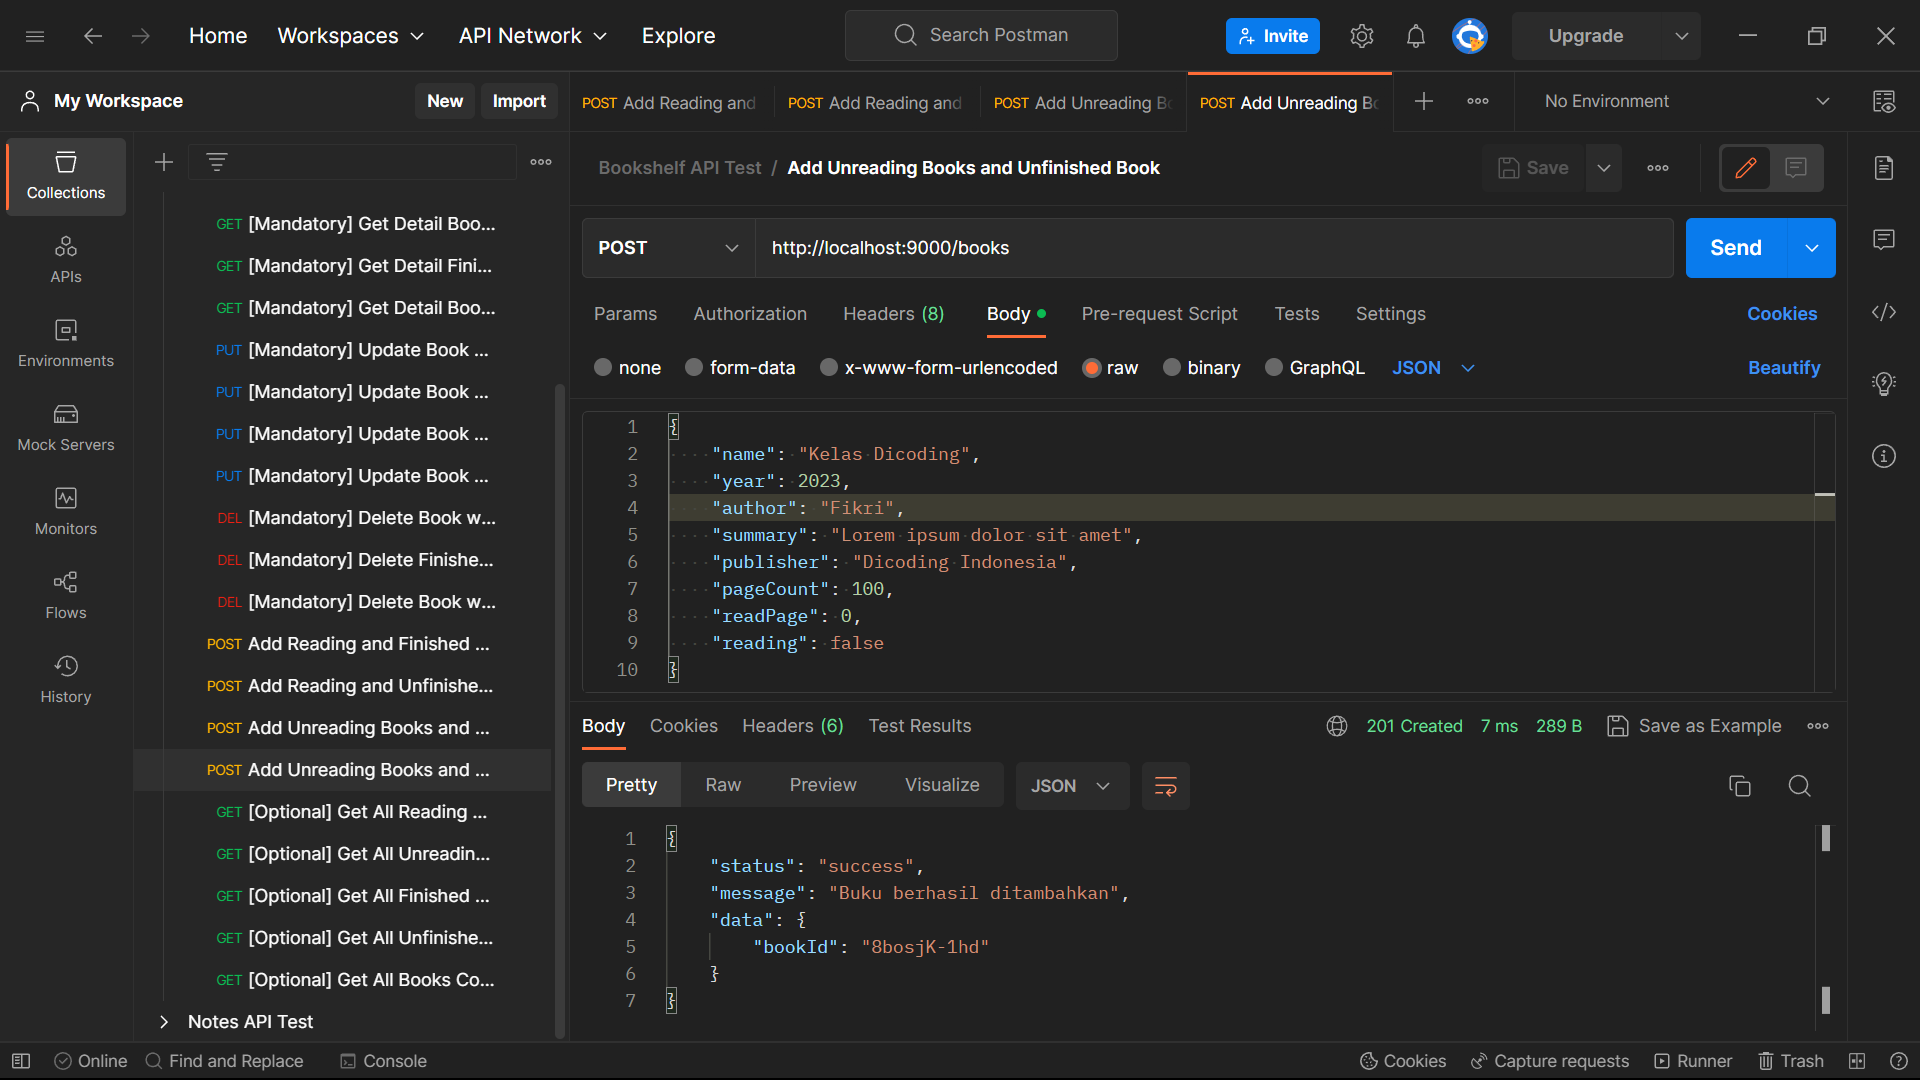 Home
Workspaces
API Network
Explore
Search Postman
Invite
Upgrade
My Workspace
New
Import
POST Add Reading and
POST Add Reading and
POST Add Unreading Bo
POST Add Unreading Bo
No Environment
Collections
APIs
Environments
Mock Servers
Monitors
Flows
History
GET [Mandatory] Get Detail Boo...
GET [Mandatory] Get Detail Fini...
GET [Mandatory] Get Detail Boo...
PUT [Mandatory] Update Book ...
PUT [Mandatory] Update Book ...
PUT [Mandatory] Update Book ...
PUT [Mandatory] Update Book ...
DEL [Mandatory] Delete Book w...
DEL [Mandatory] Delete Finishe...
DEL [Mandatory] Delete Book w...
POST Add Reading and Finished ...
POST Add Reading and Unfinishe...
POST Add Unreading Books and ...
POST Add Unreading Books and ...
GET [Optional] Get All Reading ...
GET [Optional] Get All Unreadin...
GET [Optional] Get All Finished ...
GET [Optional] Get All Unfinishe...
GET [Optional] Get All Books Co...
Notes API Test
Bookshelf API Test / Add Unreading Books and Unfinished Book
Save
POST
http://localhost:9000/books
Send
Params
Authorization
Headers (8)
Body
Pre-request Script
Tests
Settings
Cookies
none
form-data
x-www-form-urlencoded
raw
binary
GraphQL
JSON
Beautify
1 {
2 "name": "Kelas Dicoding",
3 "year": 2023,
4 "author": "Fikri",
5 "summary": "Lorem ipsum dolor sit amet",
6 "publisher": "Dicoding Indonesia",
7 "pageCount": 100,
8 "readPage": 0,
9 "reading": false
10 }
Body
Cookies
Headers (6)
Test Results
201 Created
7 ms
289 B
Save as Example
Pretty
Raw
Preview
Visualize
JSON
1 {
2 "status": "success",
3 "message": "Buku berhasil ditambahkan",
4 "data": {
5 "bookId": "8bosjK-1hd"
6 }
7 }
Online
Find and Replace
Console
Cookies
Capture requests
Runner
Trash